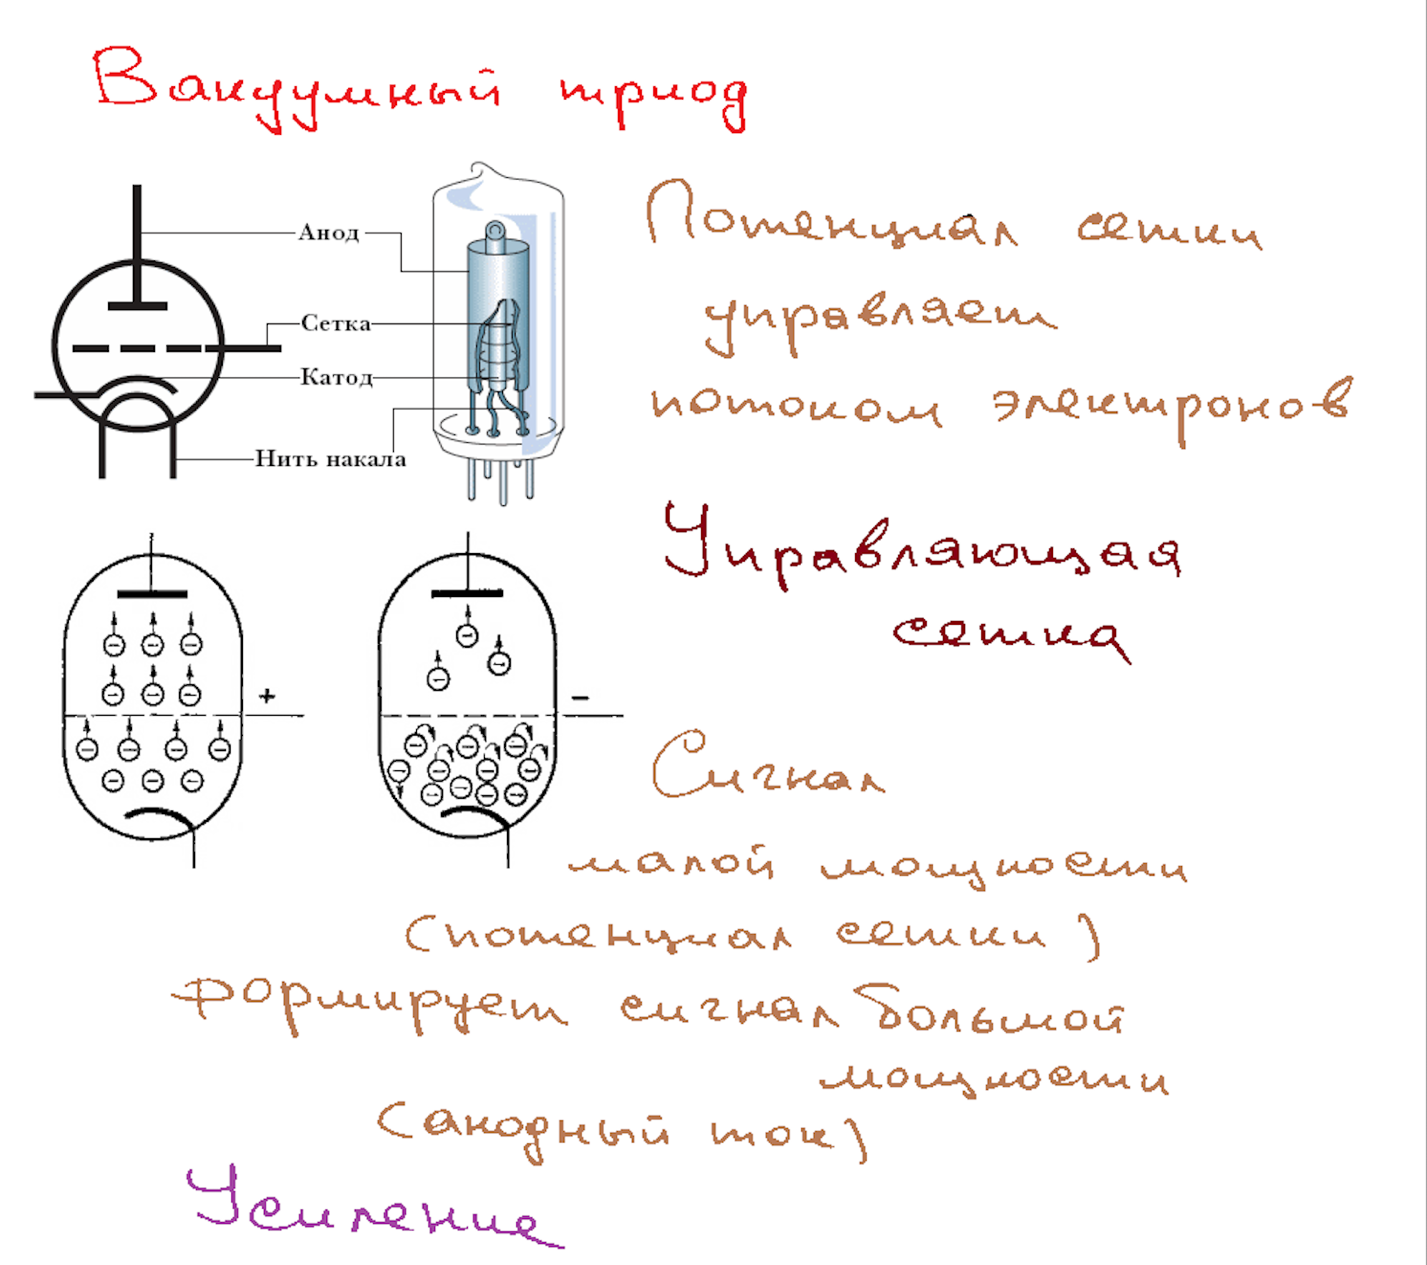 Вакуумный триод
Анод
Сетка
Катод
Нить накала
Потенциал сетки
управляет
потоком электронов
Управляющая
сетка
+
−
Сигнал
малой мощности
(потенциал сетки)
формирует сигнал большой
мощности
(анодный ток)
Усиление